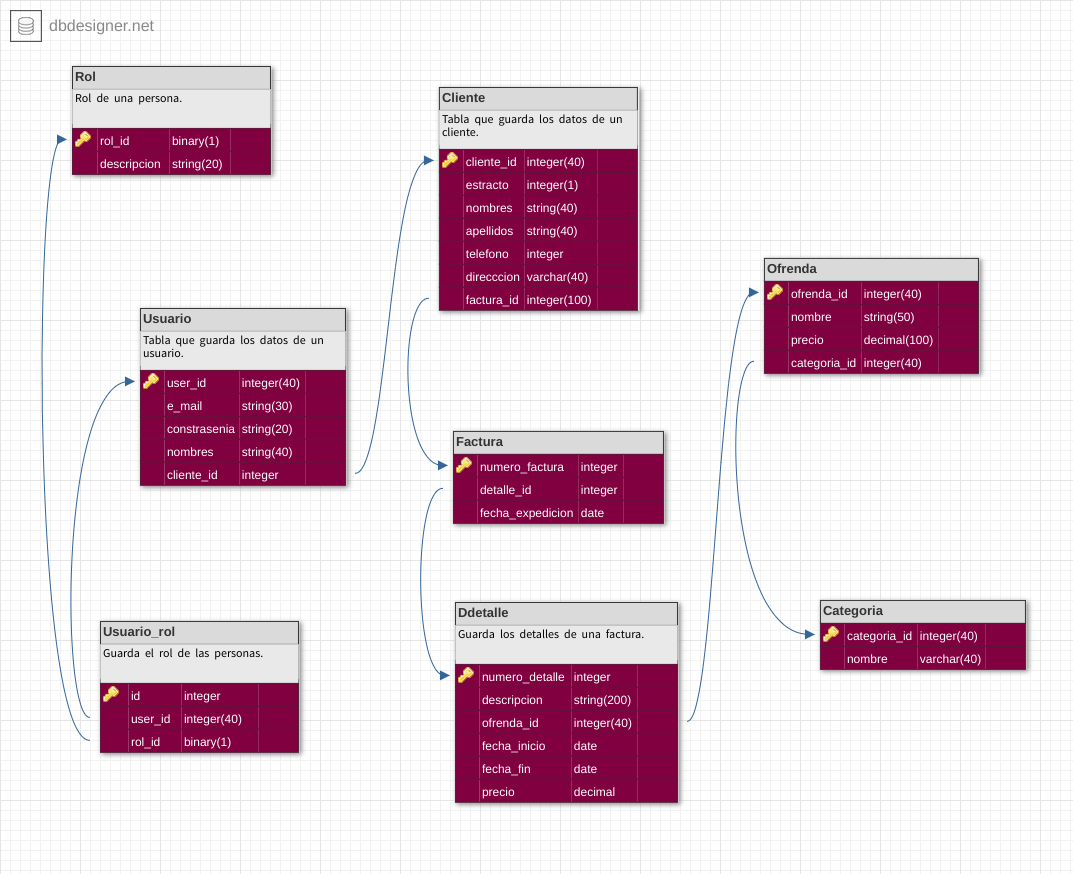 dbdesigner.net
Rol
Rol de una persona.
rol_id binary(1)
descripcion string(20)
Cliente
Tabla que guarda los datos de un
cliente.
cliente_id integer(40)
estracto integer(1)
nombres string(40)
apellidos string(40)
telefono integer
direcccion varchar(40)
factura_id integer(100)
Ofrenda
ofrenda_id integer(40)
nombre string(50)
precio decimal(100)
categoria_id integer(40)
Usuario
Tabla que guarda los datos de un
usuario.
user_id integer(40)
e_mail string(30)
constrasenia string(20)
nombres string(40)
cliente_id integer
Factura
numero_factura integer
detalle_id integer
fecha_expedicion date
Usuario_rol
Guarda el rol de las personas.
id integer
user_id integer(40)
rol_id binary(1)
Ddetalle
Guarda los detalles de una factura.
numero_detalle integer
descripcion string(200)
ofrenda_id integer(40)
fecha_inicio date
fecha_fin date
precio decimal
Categoria
categoria_id integer(40)
nombre varchar(40)